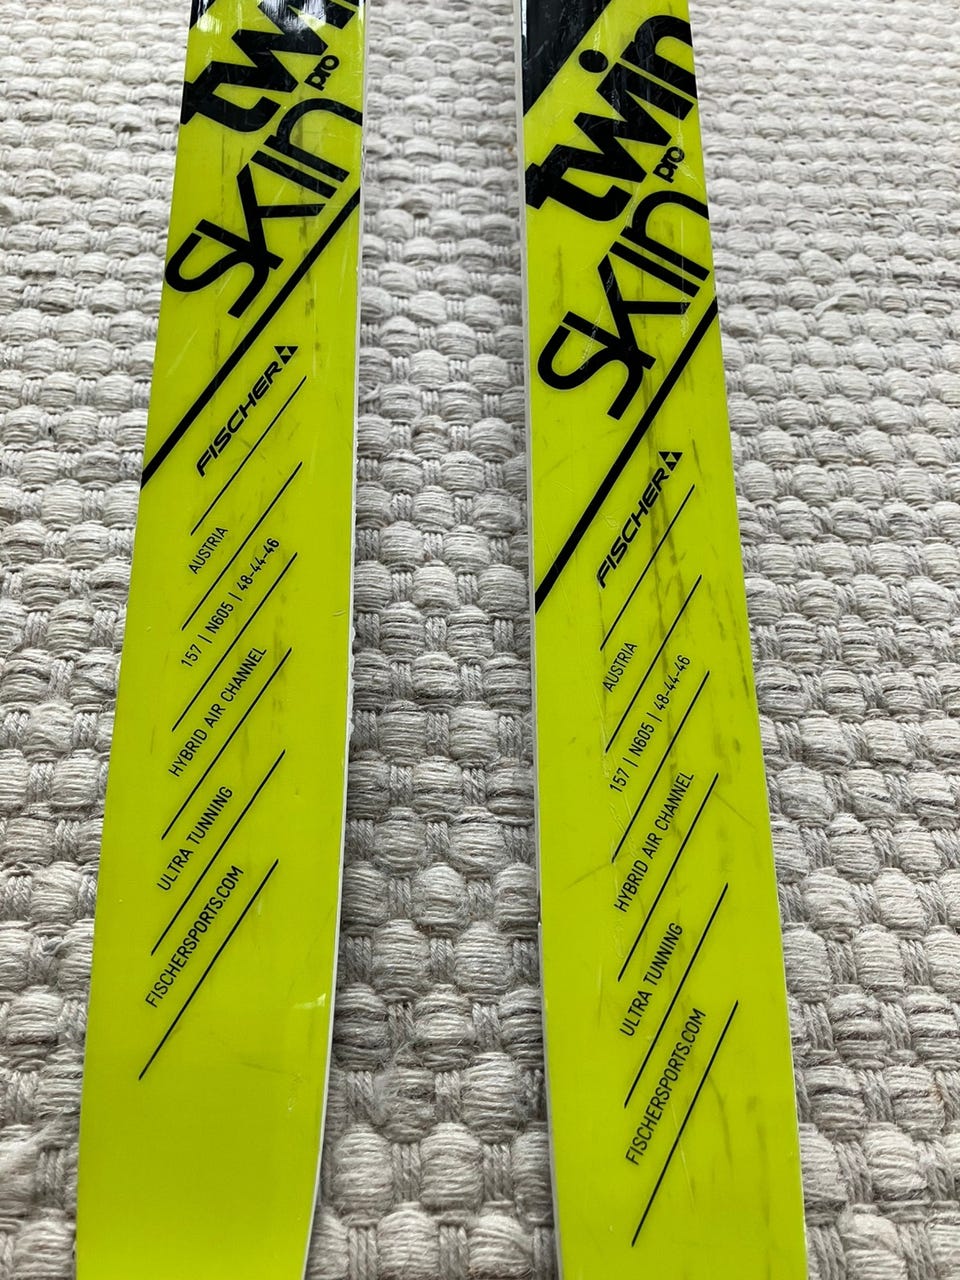 twin
pro
SKIN
FISCHER
AUSTRIA
157 | N605 | 48-44-46
HYBRID AIR CHANNEL
ULTRA TUNNING
FISCHERSPORTS.COM
twin
pro
SKIN
FISCHER
AUSTRIA
157 | N605 | 48-44-46
HYBRID AIR CHANNEL
ULTRA TUNNING
FISCHERSPORTS.COM